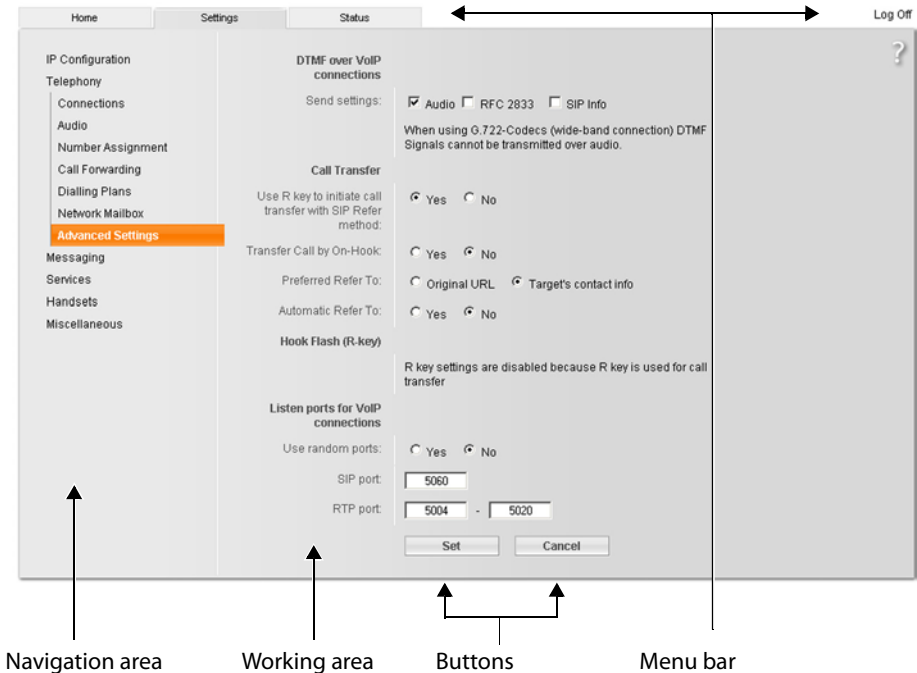 Home Settings Status Log Off
?
IP Configuration
Telephony
Connections
Audio
Number Assignment
Call Forwarding
Dialling Plans
Network Mailbox
Advanced Settings
Messaging
Services
Handsets
Miscellaneous
DTMF over VoIP
connections
Send settings: Audio RFC 2833 SIP Info
When using G.722-Codecs (wide-band connection) DTMF
Signals cannot be transmitted over audio.
Call Transfer
Use R key to initiate call
transfer with SIP Refer
method: Yes No
Transfer Call by On-Hook: Yes No
Preferred Refer To: Original URL Target's contact info
Automatic Refer To: Yes No
Hook Flash (R-key)
R key settings are disabled because R key is used for call
transfer
Listen ports for VoIP
connections
Use random ports: Yes No
SIP port: 5060
RTP port: 5004 - 5020
Set Cancel
Navigation area Working area Buttons Menu bar